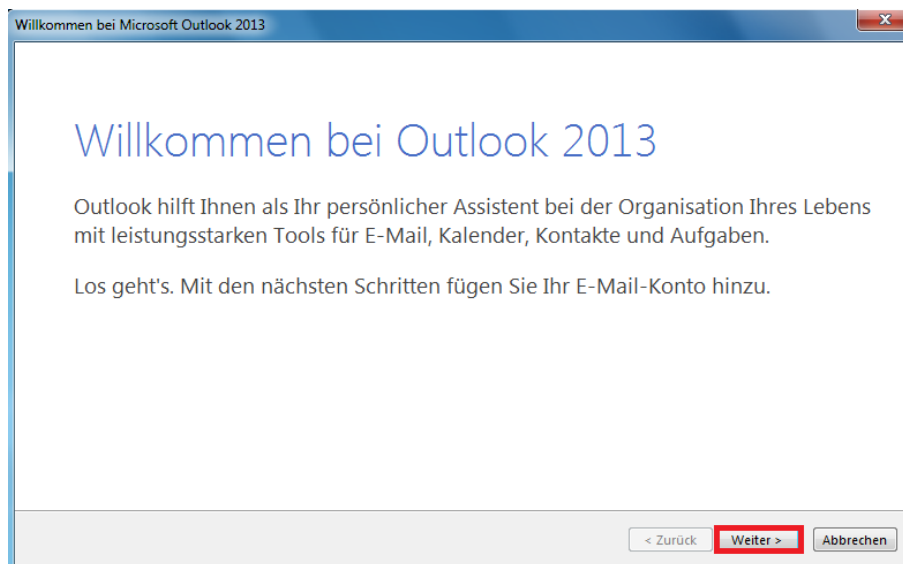 Willkommen bei Microsoft Outlook 2013
Willkommen bei Outlook 2013
Outlook hilft Ihnen als Ihr persönlicher Assistent bei der Organisation Ihres Lebens
mit leistungsstarken Tools für E-Mail, Kalender, Kontakte und Aufgaben.
Los geht's. Mit den nächsten Schritten fügen Sie Ihr E-Mail-Konto hinzu.
< Zurück Weiter > Abbrechen